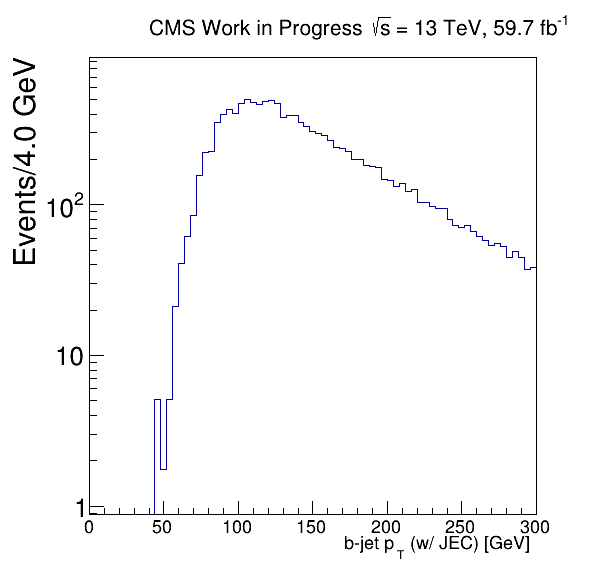 CMS Work in Progress √s = 13 TeV, 59.7 fb⁻¹
Events/4.0 GeV
10²
10
1
0 50 100 150 200 250 300
b-jet p_T (w/ JEC) [GeV]